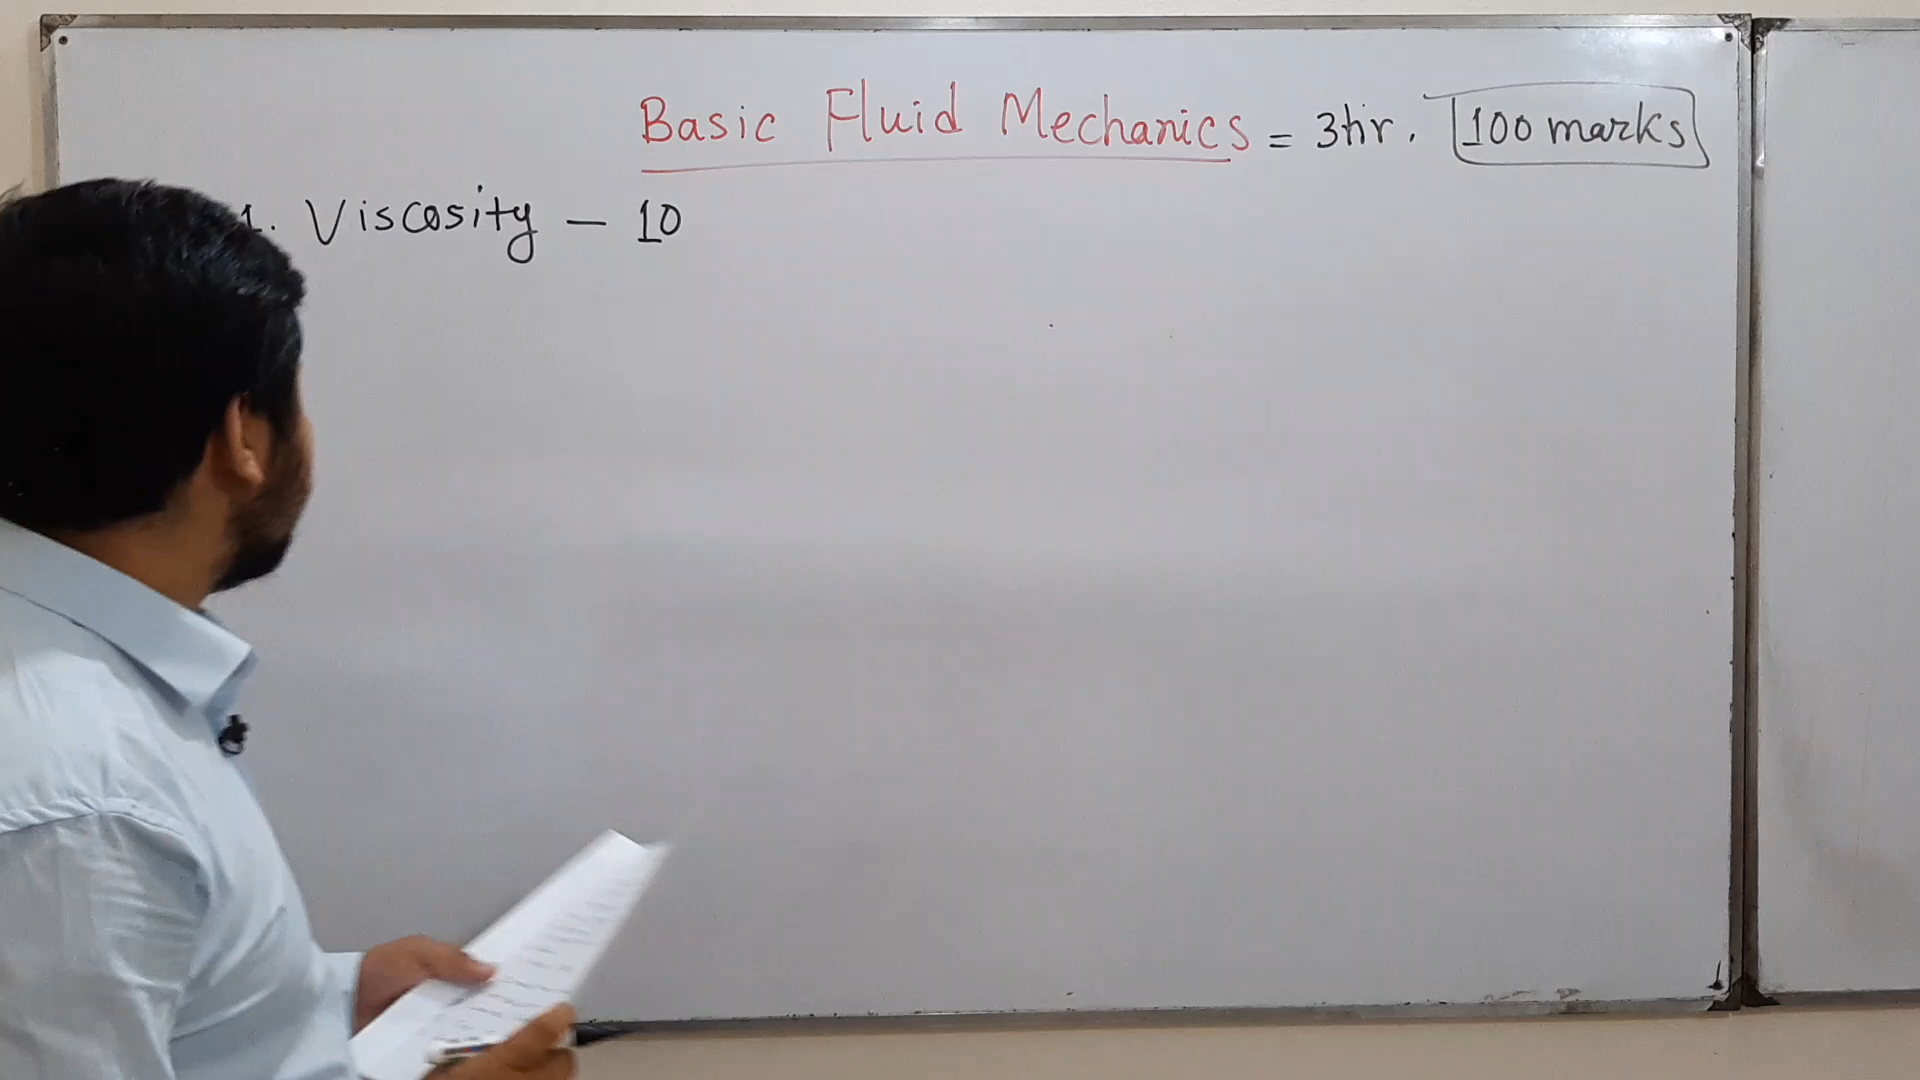 Basic Fluid Mechanics = 3hr. 100 marks
1. Viscosity – 10